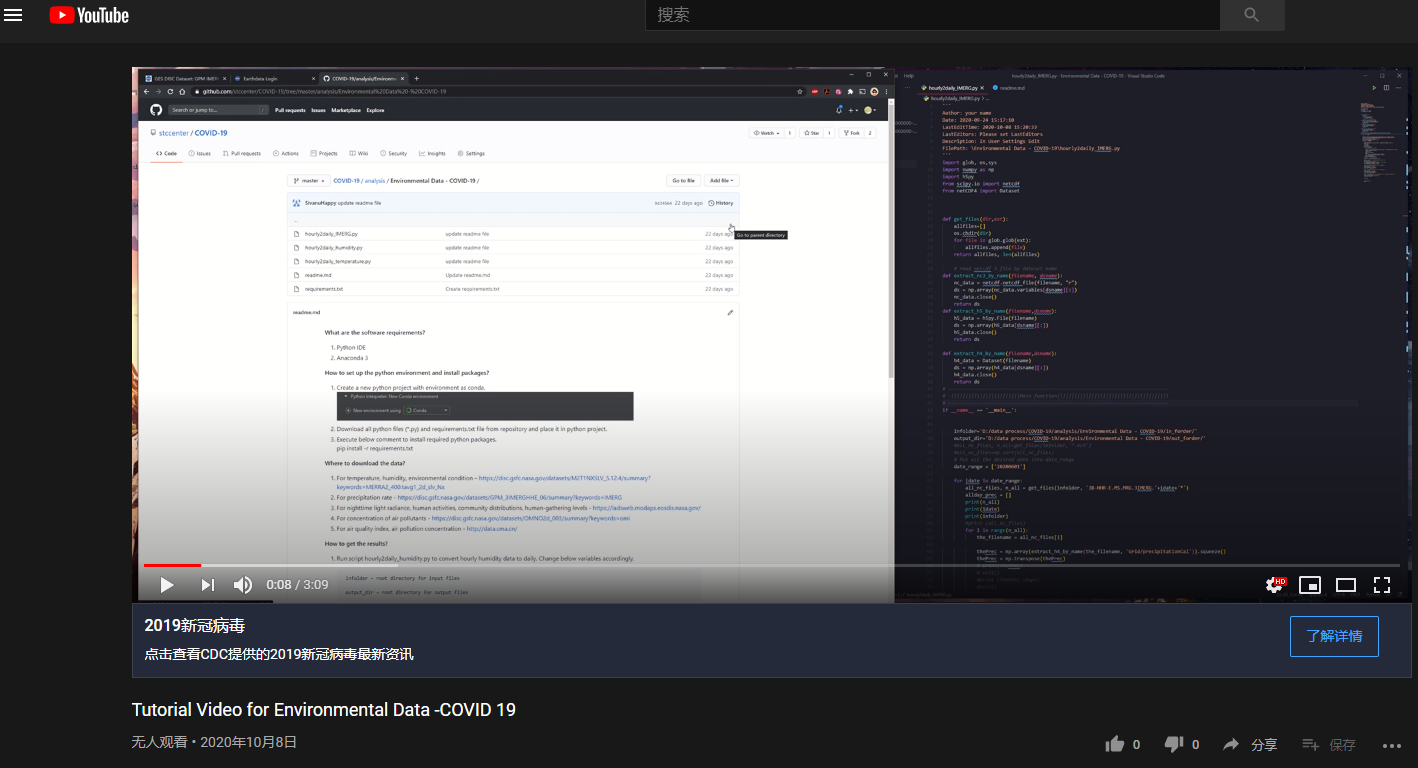 YouTube
搜索
GES DISC Dataset: GPM IMERG
Earthdata Login
COVID-19/analysis/Environm
github.com/stccenter/COVID-19/tree/master/analysis/Environmental%20Data%20-%20COVID-19
Search or jump to...
Pull requests Issues Marketplace Explore
stccenter / COVID-19
Watch 1 Star 1 Fork 2
Code Issues Pull requests Actions Projects Wiki Security Insights Settings
master COVID-19 / analysis / Environmental Data - COVID-19 / Go to file Add file
SivanuHappy update readme file 22 days ago History
..
Go to parent directory
hourly2daily_IMERG.py update readme file 22 days ago
hourly2daily_humidity.py update readme file 22 days ago
hourly2daily_temperature.py update readme file 22 days ago
readme.md Update readme.md 22 days ago
requirements.txt Create requirements.txt 22 days ago
readme.md
What are the software requirements?
1. Python IDE
2. Anaconda 3
How to set up the python environment and install packages?
1. Create a new python project with environment as conda.
Python Interpreter: New Conda environment
New environment using Conda
2. Download all python files (*.py) and requirements.txt file from repository and place it in python project.
3. Execute below comment to install required python packages.
pip install -r requirements.txt
Where to download the data?
1. For temperature, humidity, environmental condition - https://disc.gsfc.nasa.gov/datasets/M2T1NXSLV_5.12.4/summary?
keywords=MERRA2_400.tavg1_2d_slv_Nx
2. For precipitation rate - https://disc.gsfc.nasa.gov/datasets/GPM_3IMERGHHE_06/summary?keywords=IMERG
3. For nighttime light radiance, human activities, community distributions, human-gathering levels - https://ladsweb.modaps.eosdis.nasa.gov/
4. For concentration of air pollutants - https://disc.gsfc.nasa.gov/datasets/OMNO2d_003/summary?keywords=omi
5. For air quality index, air pollution concentration - http://data.cma.cn/
How to get the results?
1. Run script hourly2daily_humidity.py to convert hourly humidity data to daily. Change below variables accordingly.
infolder - root directory for input files
output_dir - root directory for output files
Help
hourly2daily_IMERG.py - Environmental Data - COVID-19 - Visual Studio Code
hourly2daily_IMERG.py readme.md
hourly2daily_IMERG.py > ...
'''
Author: your name
Date: 2020-09-24 15:17:10
LastEditTime: 2020-10-08 15:20:33
LastEditors: Please set LastEditors
Description: In User Settings Edit
FilePath: \Environmental Data - COVID-19\hourly2daily_IMERG.py
'''
import glob, os,sys
import numpy as np
import h5py
from scipy.io import netcdf
from netCDF4 import Dataset
def get_files(dir,ext):
allfiles=[]
os.chdir(dir)
for file in glob.glob(ext):
allfiles.append(file)
return allfiles, len(allfiles)
# read netcdf 3 file by dataset name
def extract_nc3_by_name(filename, dsname):
nc_data = netcdf.netcdf_file(filename, "r")
ds = np.array(nc_data.variables[dsname][:])
nc_data.close()
return ds
def extract_h5_by_name(filename,dsname):
h5_data = h5py.File(filename)
ds = np.array(h5_data[dsname][:])
h5_data.close()
return ds
def extract_h4_by_name(filename,dsname):
h4_data = Dataset(filename)
ds = np.array(h4_data[dsname][:])
h4_data.close()
return ds
if __name__ == '__main__':
infolder='D:/data process/COVID-19/analysis/Environmental Data - COVID-19/in_forder/'
output_dir='D:/data process/COVID-19/analysis/Environmental Data - COVID-19/out_forder/'
date_range = ['20200601']
for idate in date_range:
all_nc_files, n_all = get_files(infolder, '3B-HHR-E.MS.MRG.3IMERG.'+idate+'*')
allday_prec = []
print(n_all)
print(idate)
print(infolder)
for i in range(n_all):
the_filename = all_nc_files[i]
thePrec = np.array(extract_h4_by_name(the_filename, 'Grid/precipitationCal')).squeeze()
thePrec = np.transpose(thePrec)
0:08 / 3:09
HD
2019新冠病毒
点击查看CDC提供的2019新冠病毒最新资讯
了解详情
Tutorial Video for Environmental Data -COVID 19
无人观看 • 2020年10月8日
0 0 分享 保存